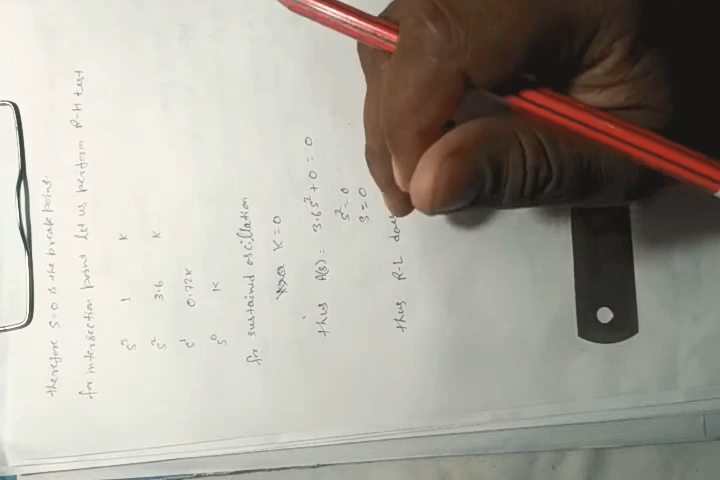 therefore S=0 is the break point.
for intersection point let us perform R-H test
S³ 1 K
S² 3.6 K
S¹ 0.72K
S⁰ K
for sustained oscillation
K=0
thus A(s) = 3.6S²+0=0
S²=0
S=0
thus R-L does